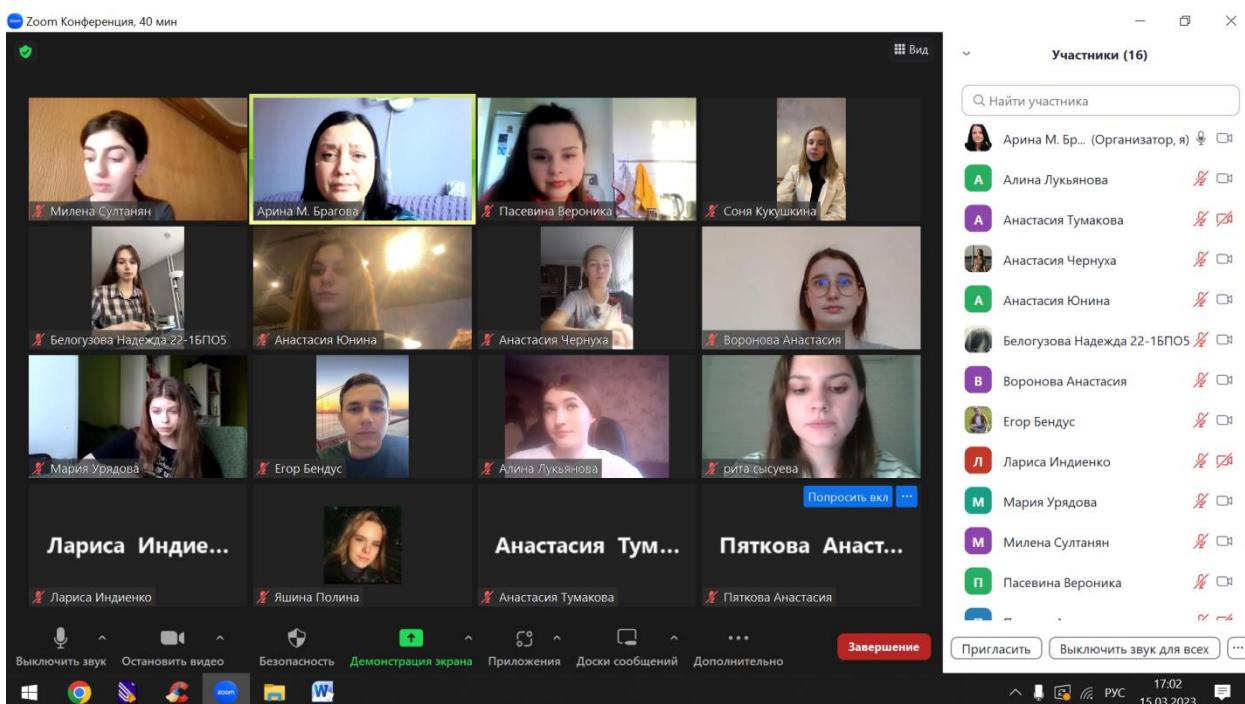 Zoom Конференция, 40 мин
Вид
Милена Султанян
Арина М. Брагова
Пасевина Вероника
Соня Кукушкина
Белогузова Надежда 22-1БПО5
Анастасия Юнина
Анастасия Чернуха
Воронова Анастасия
Мария Урядова
Егор Бендус
Алина Лукьянова
рита сысуева
Попросить вкл ...
Лариса Индие...
Анастасия Тум...
Пяткова Анаст...
Лариса Индиенко
Яшина Полина
Анастасия Тумакова
Пяткова Анастасия
Выключить звук
Остановить видео
Безопасность
Демонстрация экрана
Приложения
Доски сообщений
Дополнительно
Завершение
Участники (16)
Найти участника
Арина М. Бр... (Организатор, я)
А Алина Лукьянова
А Анастасия Тумакова
Анастасия Чернуха
А Анастасия Юнина
Белогузова Надежда 22-1БПО5
В Воронова Анастасия
Егор Бендус
Л Лариса Индиенко
М Мария Урядова
М Милена Султанян
П Пасевина Вероника
Пригласить
Выключить звук для всех
...
zoom
W
РУС
17:02
15.03.2023